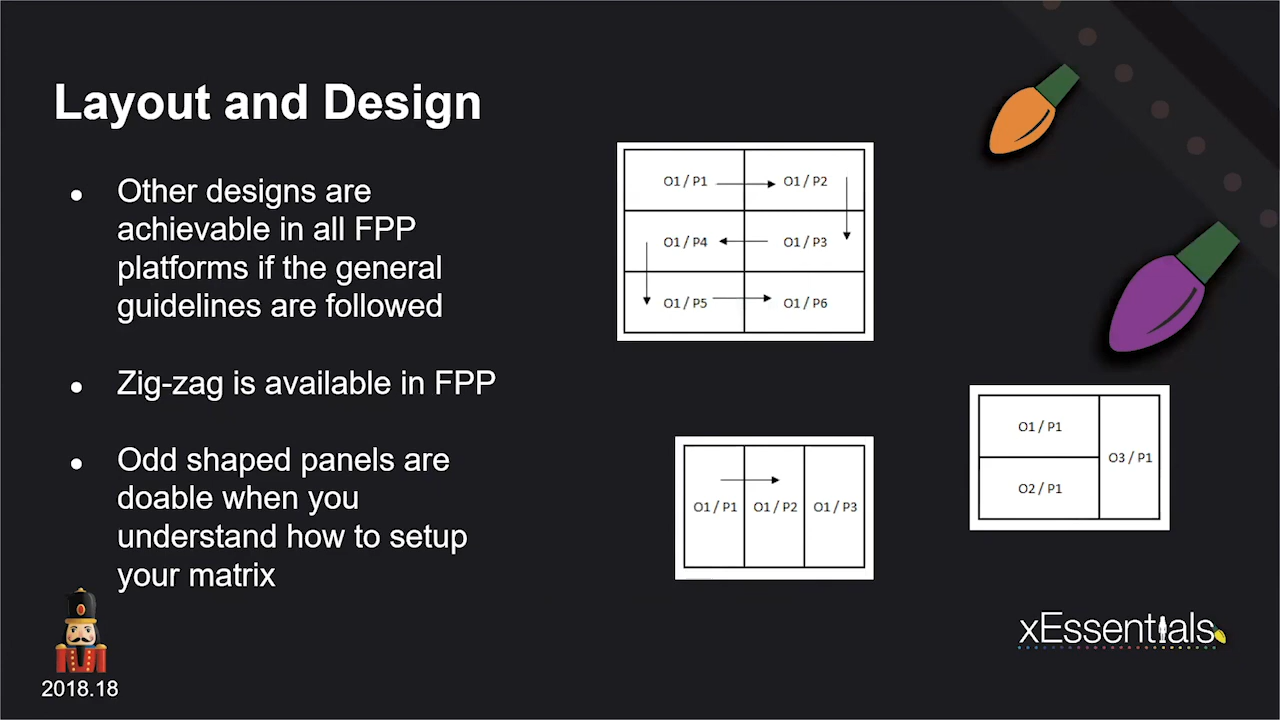 Layout and Design
● Other designs are
achievable in all FPP
platforms if the general
guidelines are followed
● Zig-zag is available in FPP
● Odd shaped panels are
doable when you
understand how to setup
your matrix
O1 / P1 O1 / P2
O1 / P4 O1 / P3
O1 / P5 O1 / P6
O1 / P1 O1 / P2 O1 / P3
O1 / P1
O3 / P1
O2 / P1
2018.18
xEssentials